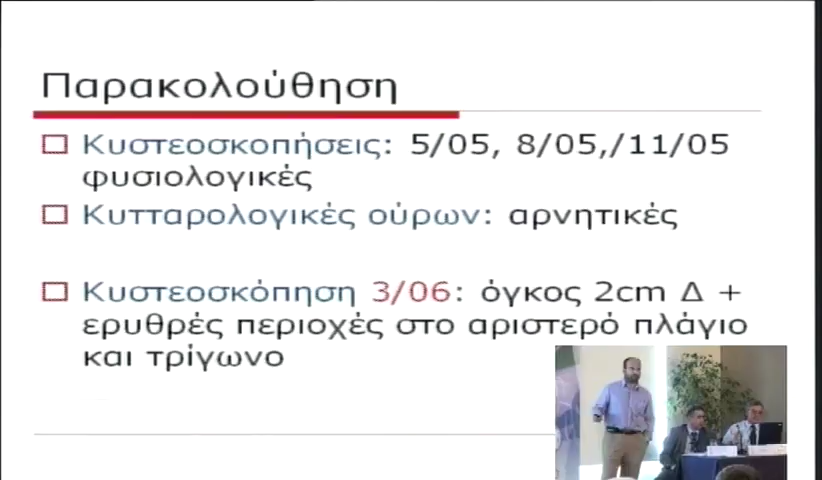 Παρακολούθηση
Κυστεοσκοπήσεις: 5/05, 8/05,/11/05
φυσιολογικές
Κυτταρολογικές ούρων: αρνητικές
Κυστεοσκόπηση 3/06: όγκος 2cm Δ +
ερυθρές περιοχές στο αριστερό πλάγιο
και τρίγωνο